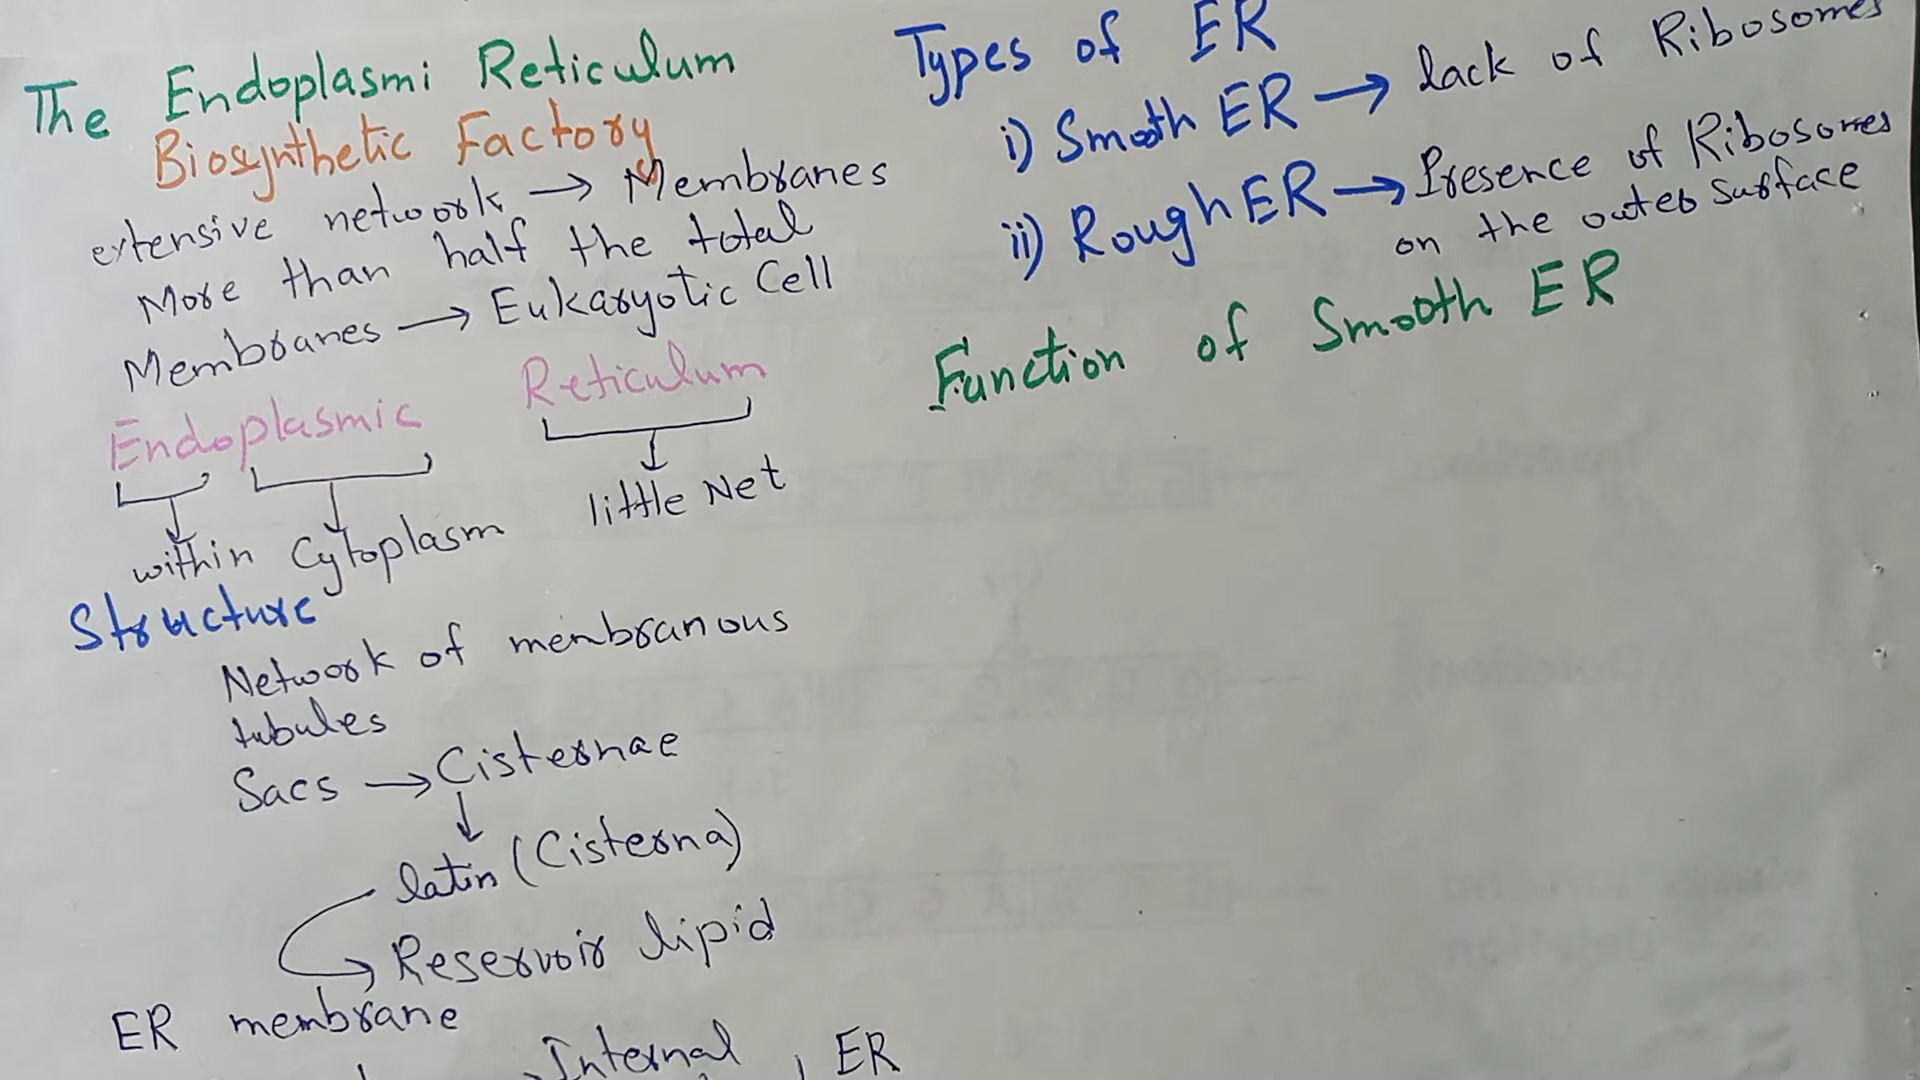 The Endoplasmi Reticulum
Biosynthetic Factory
extensive network → Membranes
More than half the total
Membranes → Eukaryotic Cell
Endoplasmic Reticulum
within Cytoplasm little Net
Structure
Network of membranous
tubules
Sacs → Cisternae
↓
latin (Cisterna)
→ Reservoir lipid
ER membrane
Internal ER
Types of ER
i) Smooth ER → lack of Ribosomes
ii) Rough ER → Presence of Ribosomes
on the outer surface
Function of Smooth ER